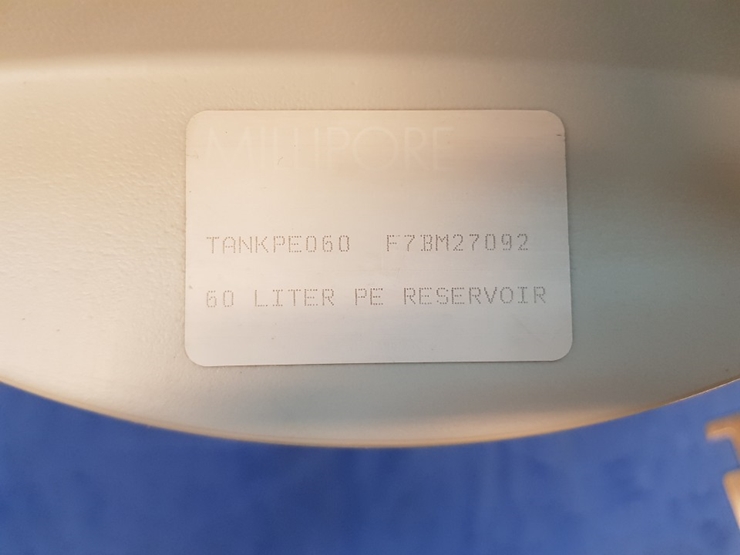 MILLIPORE
TANKPE060 F7BM27092
60 LITER PE RESERVOIR